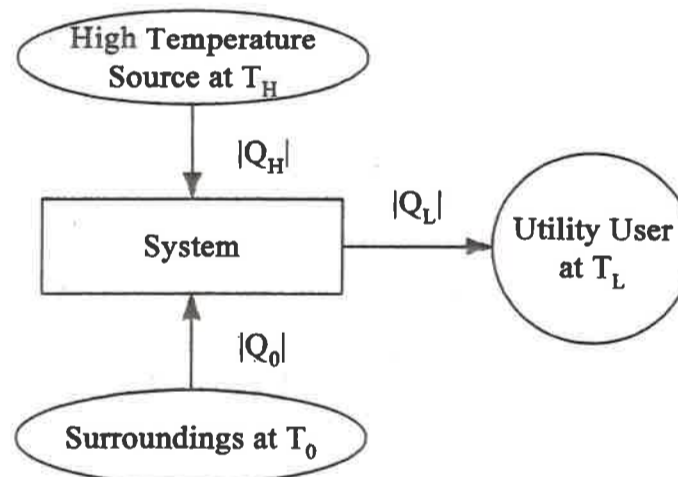 High Temperature
Source at T_H
|Q_H|
|Q_L|
System
Utility User
at T_L
|Q_0|
Surroundings at T_0